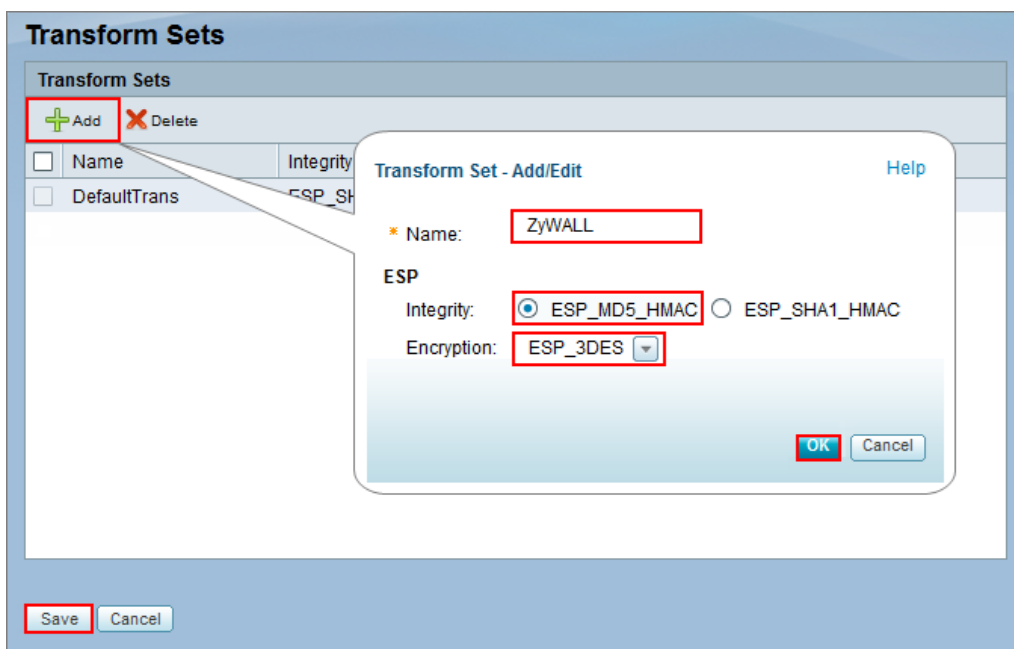 Transform Sets
Transform Sets
Add Delete
Name Integrity
DefaultTrans
Transform Set - Add/Edit Help
* Name: ZyWALL
ESP
Integrity: ESP_MD5_HMAC ESP_SHA1_HMAC
Encryption: ESP_3DES
OK Cancel
Save Cancel